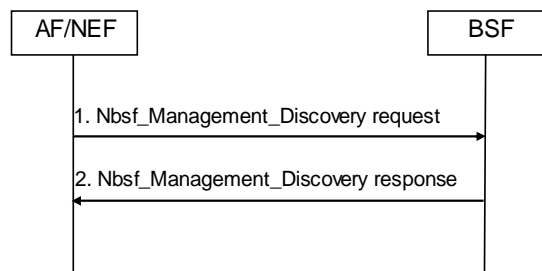 AF/NEF
BSF
1. Nbsf_Management_Discovery request
2. Nbsf_Management_Discovery response